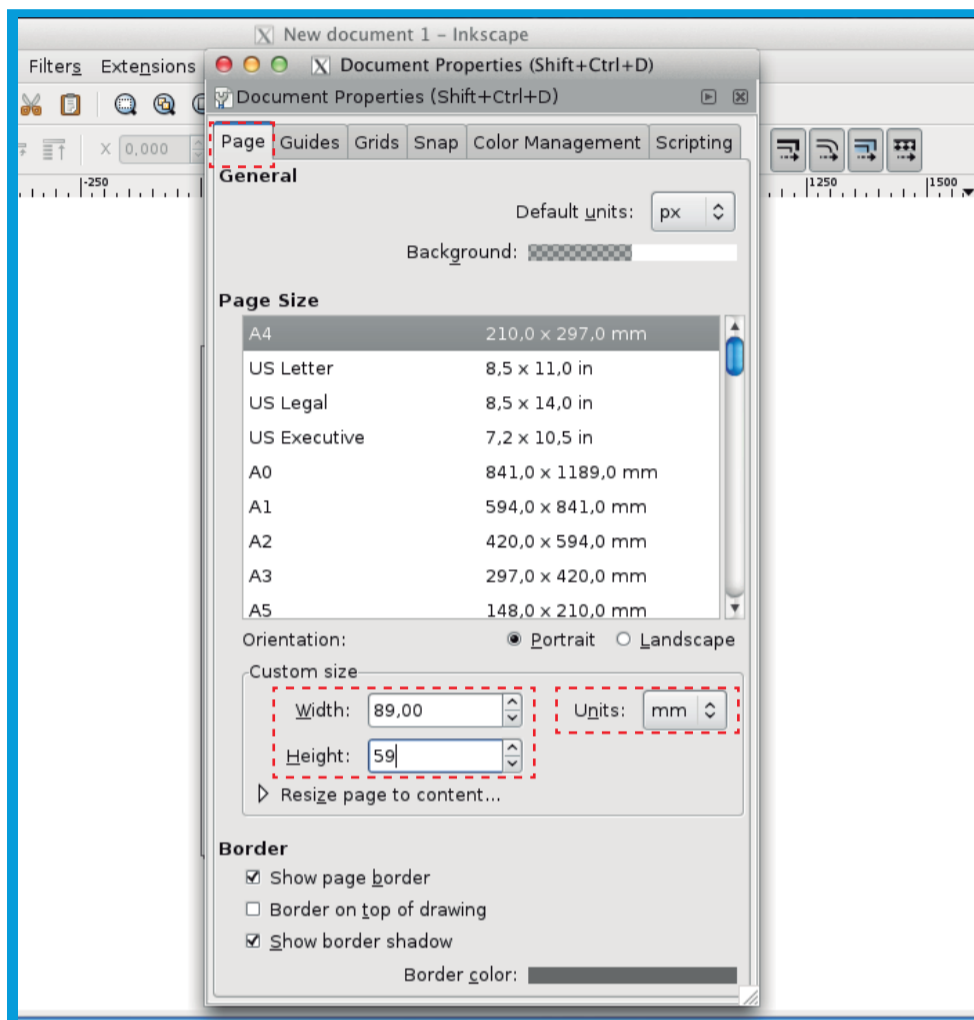 New document 1 – Inkscape
Filters Extensions
Document Properties (Shift+Ctrl+D)
Document Properties (Shift+Ctrl+D)
X 0,000
Page Guides Grids Snap Color Management Scripting
-250 1250 1500
General
Default units: px
Background:
Page Size
A4 210,0 x 297,0 mm
US Letter 8,5 x 11,0 in
US Legal 8,5 x 14,0 in
US Executive 7,2 x 10,5 in
A0 841,0 x 1189,0 mm
A1 594,0 x 841,0 mm
A2 420,0 x 594,0 mm
A3 297,0 x 420,0 mm
A5 148,0 x 210,0 mm
Orientation: Portrait Landscape
Custom size
Width: 89,00 Units: mm
Height: 59
Resize page to content...
Border
Show page border
Border on top of drawing
Show border shadow
Border color: